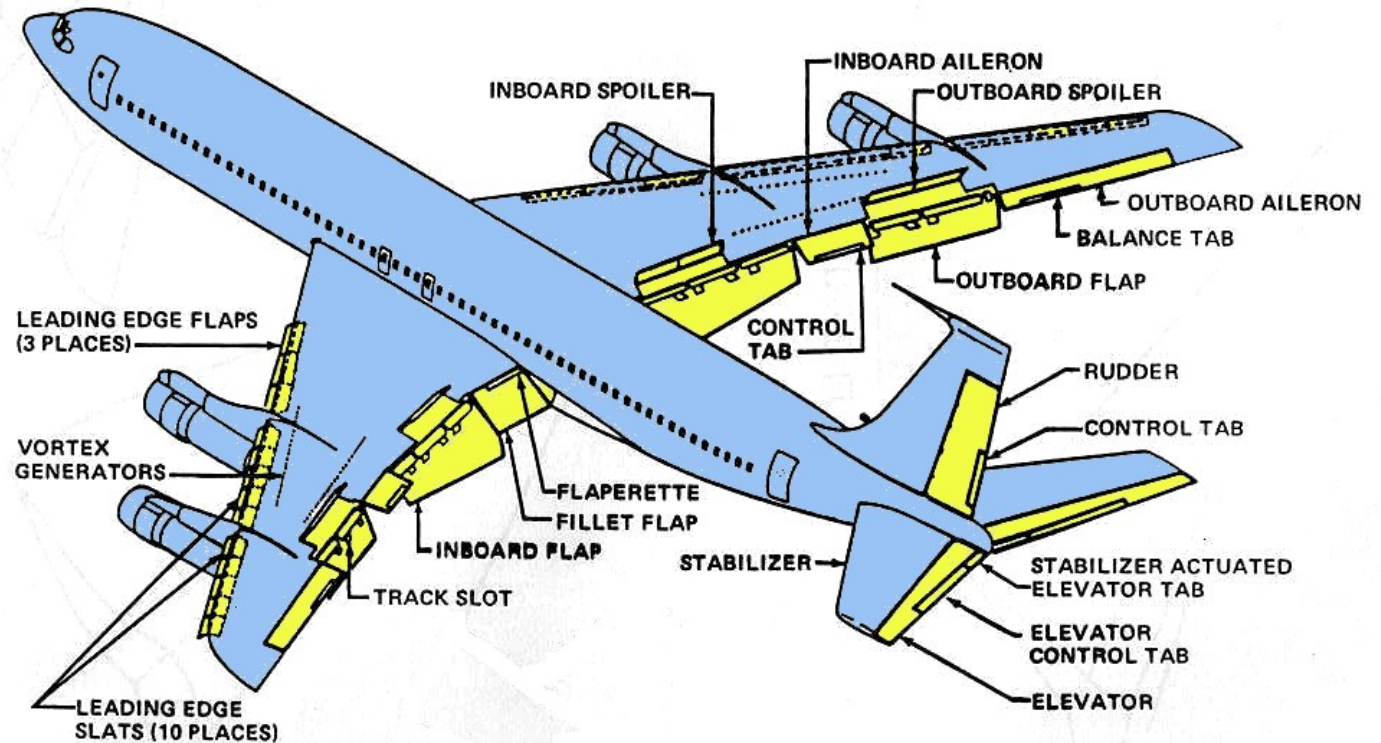 INBOARD AILERON
INBOARD SPOILER
OUTBOARD SPOILER
OUTBOARD AILERON
BALANCE TAB
OUTBOARD FLAP
CONTROL
TAB
LEADING EDGE FLAPS
(3 PLACES)
RUDDER
CONTROL TAB
VORTEX
GENERATORS
FLAPERETTE
FILLET FLAP
INBOARD FLAP
STABILIZER
STABILIZER ACTUATED
ELEVATOR TAB
TRACK SLOT
ELEVATOR
CONTROL TAB
ELEVATOR
LEADING EDGE
SLATS (10 PLACES)